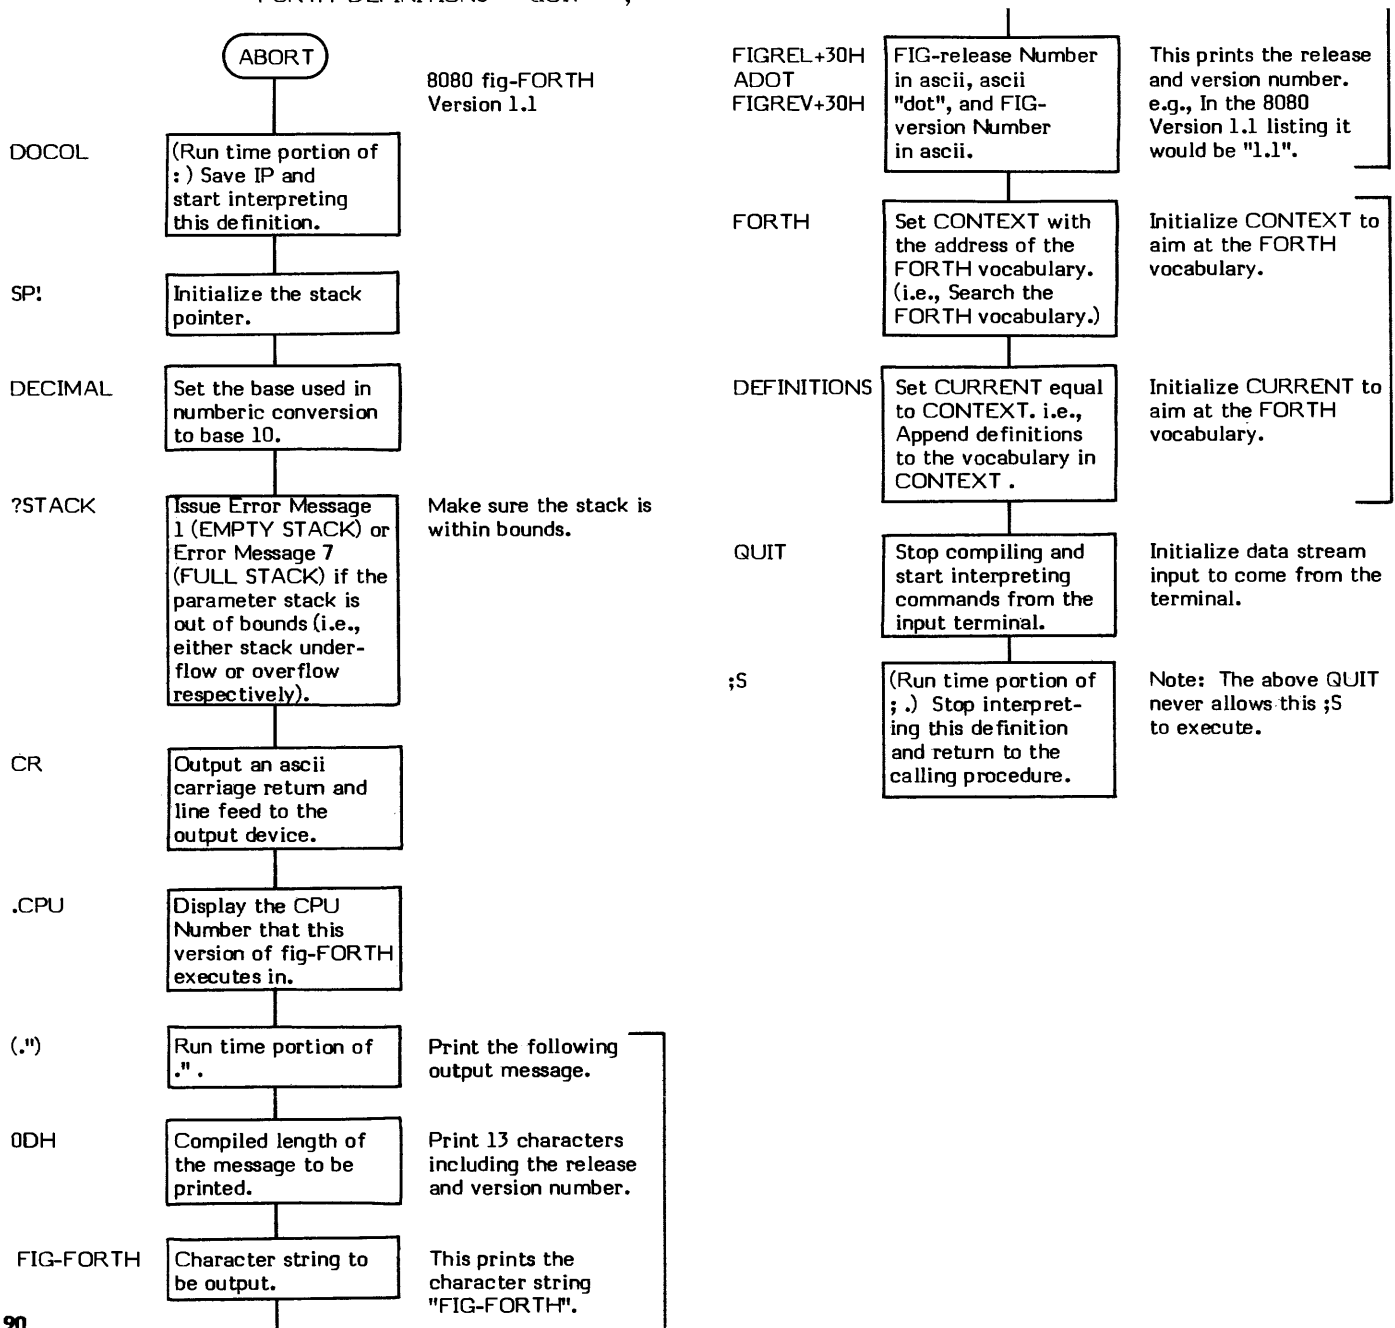 FORTH DEFINITIONS QUIT ;
ABORT
8080 fig-FORTH
Version 1.1
DOCOL
(Run time portion of
: ) Save IP and
start interpreting
this definition.
SP!
Initialize the stack
pointer.
DECIMAL
Set the base used in
numberic conversion
to base 10.
?STACK
Issue Error Message
1 (EMPTY STACK) or
Error Message 7
(FULL STACK) if the
parameter stack is
out of bounds (i.e.,
either stack under-
flow or overflow
respectively).
Make sure the stack is
within bounds.
CR
Output an ascii
carriage return and
line feed to the
output device.
.CPU
Display the CPU
Number that this
version of fig-FORTH
executes in.
(.")
Run time portion of
." .
Print the following
output message.
0DH
Compiled length of
the message to be
printed.
Print 13 characters
including the release
and version number.
FIG-FORTH
Character string to
be output.
This prints the
character string
"FIG-FORTH".
90
FIGREL+30H
ADOT
FIGREV+30H
FIG-release Number
in ascii, ascii
"dot", and FIG-
version Number
in ascii.
This prints the release
and version number.
e.g., In the 8080
Version 1.1 listing it
would be "1.1".
FORTH
Set CONTEXT with
the address of the
FORTH vocabulary.
(i.e., Search the
FORTH vocabulary.)
Initialize CONTEXT to
aim at the FORTH
vocabulary.
DEFINITIONS
Set CURRENT equal
to CONTEXT. i.e.,
Append definitions
to the vocabulary in
CONTEXT .
Initialize CURRENT to
aim at the FORTH
vocabulary.
QUIT
Stop compiling and
start interpreting
commands from the
input terminal.
Initialize data stream
input to come from the
terminal.
;S
(Run time portion of
; .) Stop interpret-
ing this definition
and return to the
calling procedure.
Note: The above QUIT
never allows this ;S
to execute.